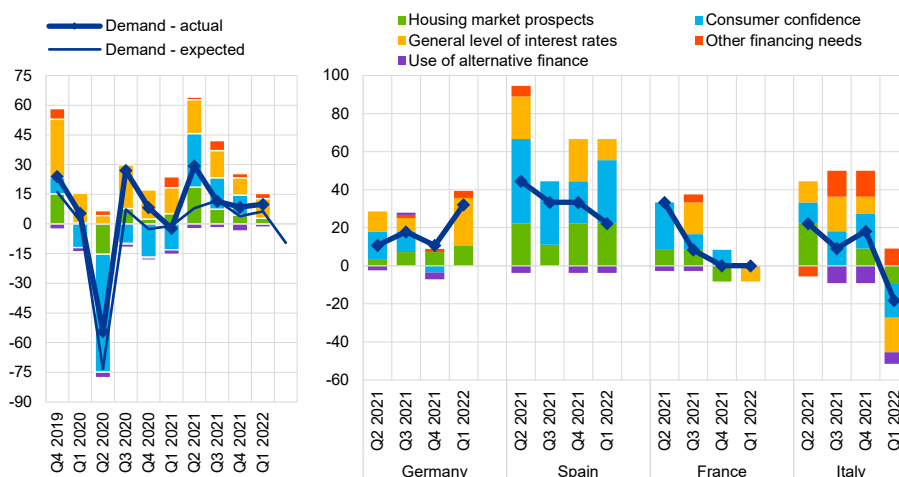 Demand - actual
Demand - expected
Housing market prospects
Consumer confidence
General level of interest rates
Other financing needs
Use of alternative finance
75
60
45
30
15
0
-15
-30
-45
-60
-75
-90
Q4 2019
Q1 2020
Q2 2020
Q3 2020
Q4 2020
Q1 2021
Q2 2021
Q3 2021
Q4 2021
Q1 2022
100
80
60
40
20
0
-20
-40
-60
Q2 2021
Q3 2021
Q4 2021
Q1 2022
Q2 2021
Q3 2021
Q4 2021
Q1 2022
Q2 2021
Q3 2021
Q4 2021
Q1 2022
Q2 2021
Q3 2021
Q4 2021
Q1 2022
Germany
Spain
France
Italy